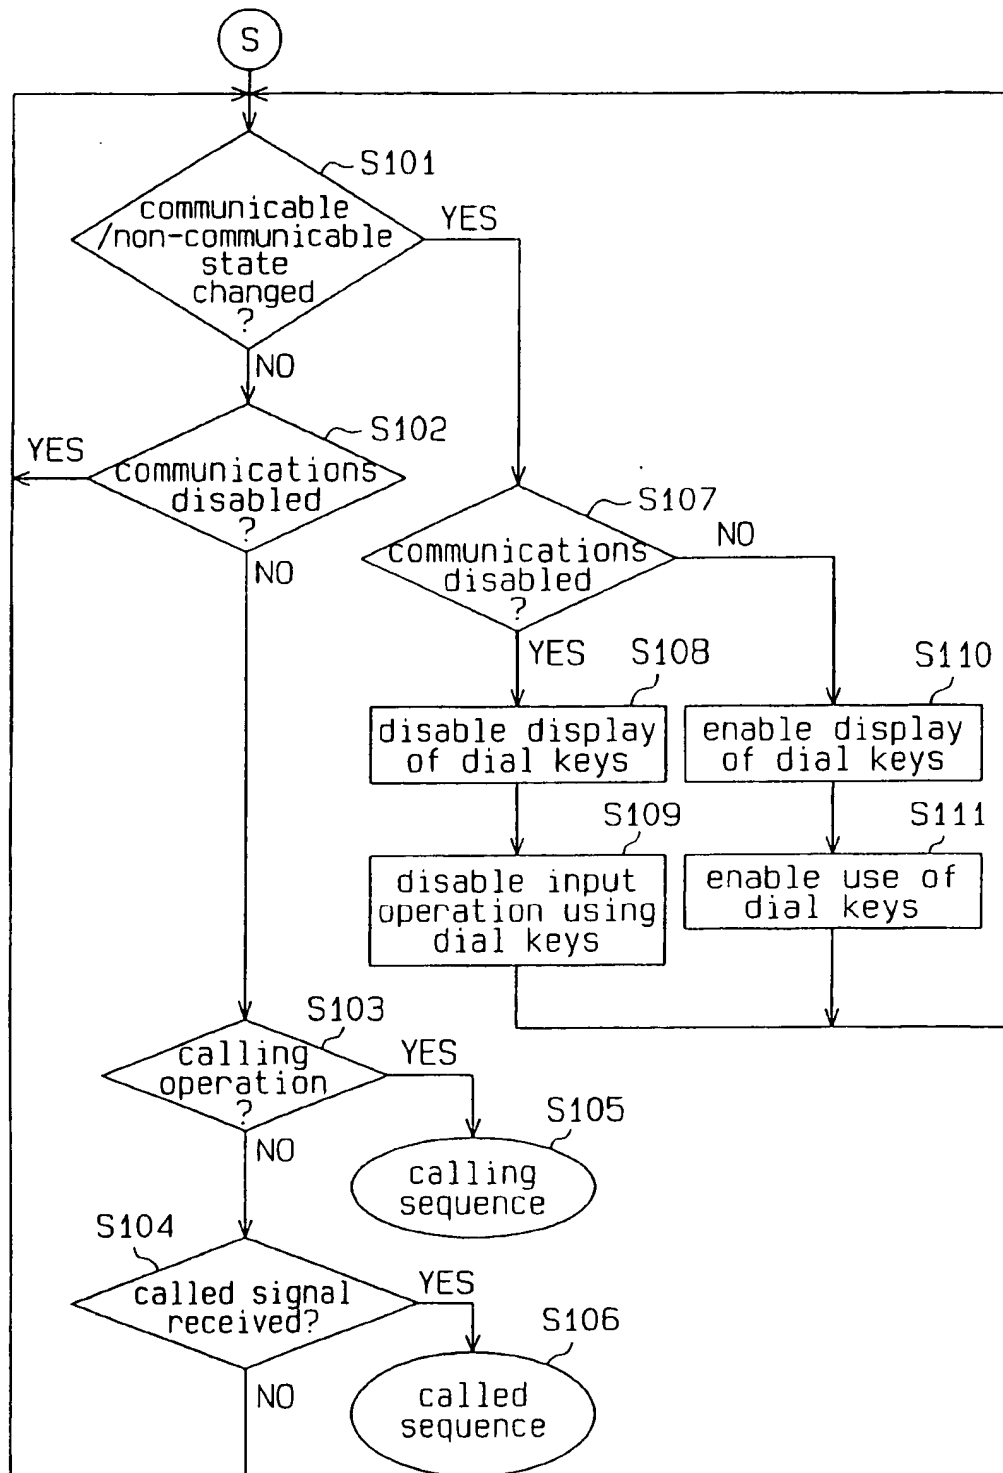 S
S101
communicable
/non-communicable
state
changed
?
YES
NO
S102
YES
communications
disabled
?
NO
S107
communications
disabled
?
NO
YES
S108
disable display
of dial keys
S110
enable display
of dial keys
S109
disable input
operation using
dial keys
S111
enable use of
dial keys
S103
calling
operation
?
YES
NO
S105
calling
sequence
S104
called signal
received?
YES
NO
S106
called
sequence